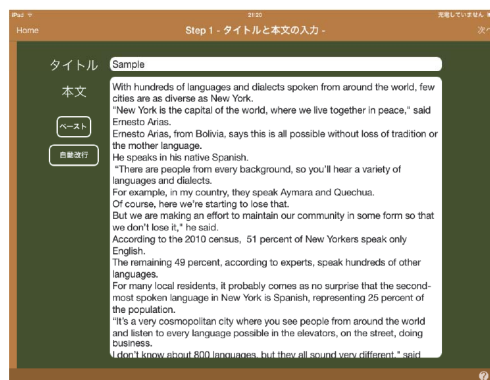 iPad 21:20 充電していません
Home Step 1 - タイトルと本文の入力 - 次へ
タイトル Sample
本文
ペースト
自動改行
With hundreds of languages and dialects spoken from around the world, few
cities are as diverse as New York.
"New York is the capital of the world, where we live together in peace," said
Ernesto Arias.
Ernesto Arias, from Bolivia, says this is all possible without loss of tradition or
the mother language.
He speaks in his native Spanish.
"There are people from every background, so you'll hear a variety of
languages and dialects.
For example, in my country, they speak Aymara and Quechua.
Of course, here we're starting to lose that.
But we are making an effort to maintain our community in some form so that
we don't lose it," he said.
According to the 2010 census, 51 percent of New Yorkers speak only
English.
The remaining 49 percent, according to experts, speak hundreds of other
languages.
For many local residents, it probably comes as no surprise that the second-
most spoken language in New York is Spanish, representing 25 percent of
the population.
"It's a very cosmopolitan city where you see people from around the world
and listen to every language possible in the elevators, on the street, doing
business.
I don't know about 800 languages, but they all sound very different," said
?